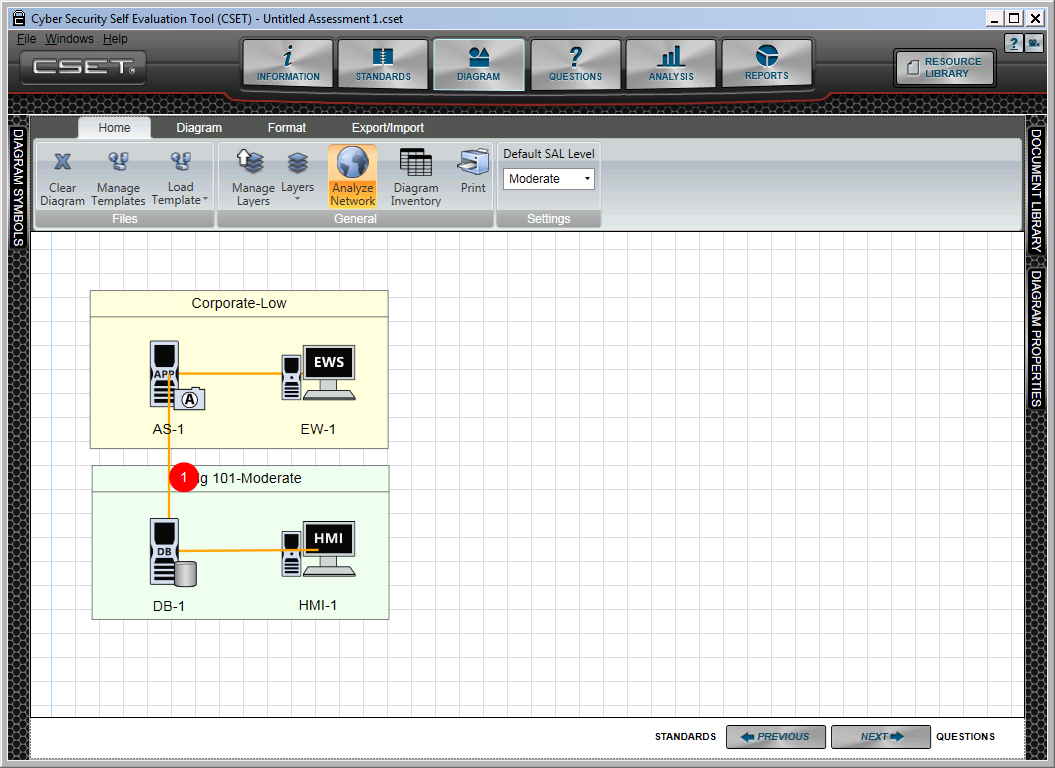 Cyber Security Self Evaluation Tool (CSET) - Untitled Assessment 1.cset
File Windows Help
CSET
INFORMATION
STANDARDS
DIAGRAM
?
QUESTIONS
ANALYSIS
REPORTS
RESOURCE
LIBRARY
?
Home Diagram Format Export/Import
Clear
Diagram
Manage
Templates
Load
Template
Files
Manage
Layers
Layers
Analyze
Network
Diagram
Inventory
Print
General
Default SAL Level
Moderate
Settings
DIAGRAM SYMBOLS
DOCUMENT LIBRARY
DIAGRAM PROPERTIES
Corporate-Low
APP
A
EWS
AS-1
EW-1
1
g 101-Moderate
DB
HMI
DB-1
HMI-1
STANDARDS
PREVIOUS
NEXT
QUESTIONS